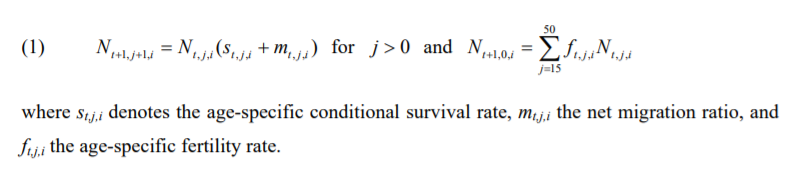 (1) N_{t+1,j+1,i} = N_{t,j,i}(s_{t,j,i} + m_{t,j,i}) for j > 0 and N_{t+1,0,i} = \sum_{j=15}^{50} f_{t,j,i} N_{t,j,i}
where s_{t,j,i} denotes the age-specific conditional survival rate, m_{t,j,i} the net migration ratio, and
f_{t,j,i} the age-specific fertility rate.